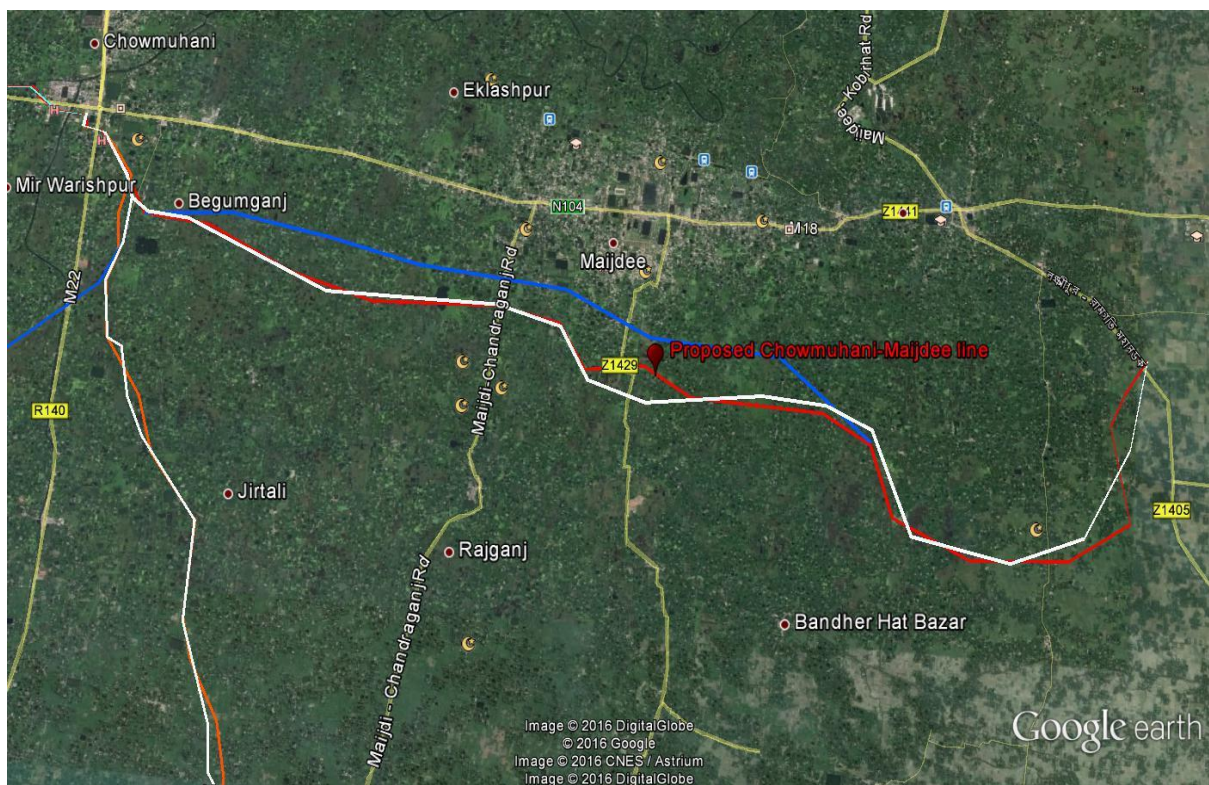 Chowmuhani
Eklashpur
Maijdee - Kobirhat Rd
H
H
Mir Warishpur
Begumganj
N104
Z1411
M18
Maijdee
M22
Maijdi-Chandraganj Rd
Proposed Chowmuhani-Maijdee line
Z1429
R140
Jirtali
Z1405
Rajganj
Bandher Hat Bazar
Maijdi - Chandraganj Rd
Image © 2016 DigitalGlobe
© 2016 Google
Image © 2016 CNES / Astrium
Image © 2016 DigitalGlobe
Google earth